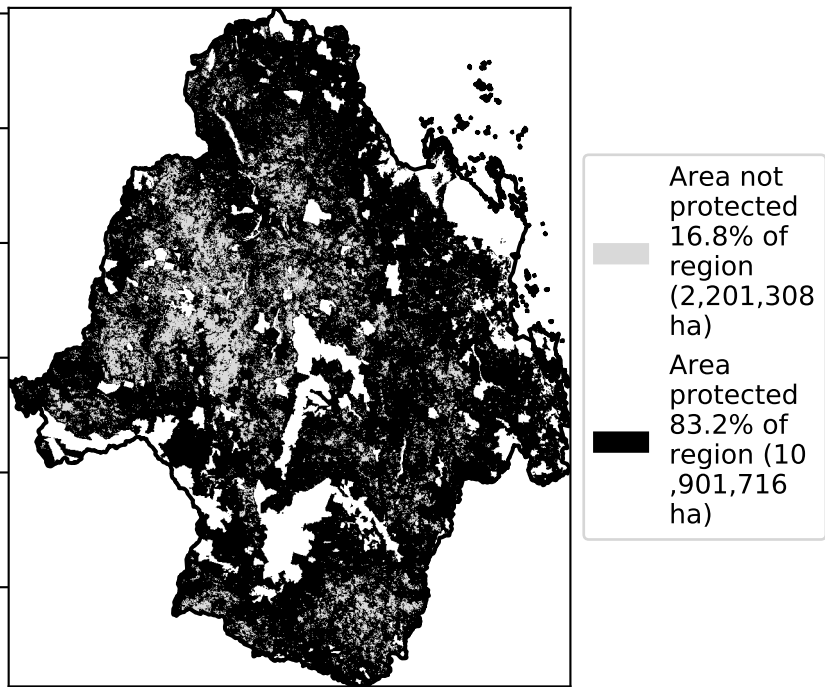 Area not
protected
16.8% of
region
(2,201,308
ha)
Area
protected
83.2% of
region (10
,901,716
ha)